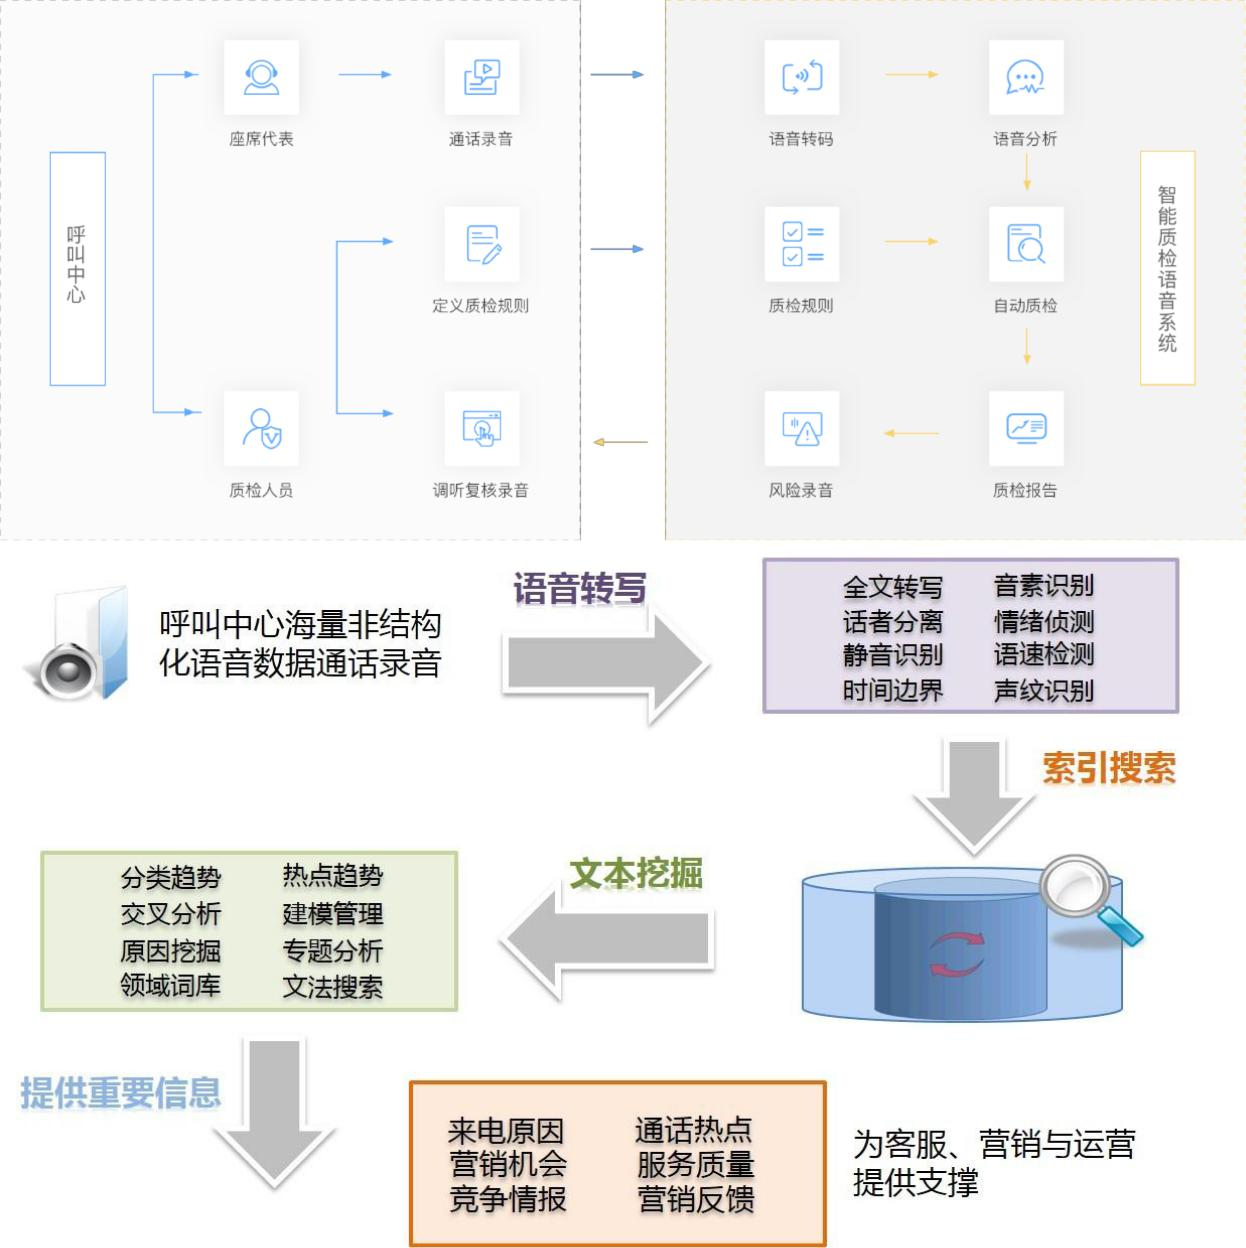 呼叫中心
座席代表
通话录音
语音转码
语音分析
定义质检规则
质检规则
自动质检
智能质检语音系统
质检人员
调听复核录音
风险录音
质检报告
呼叫中心海量非结构
化语音数据通话录音
语音转写
全文转写 音素识别
话者分离 情绪侦测
静音识别 语速检测
时间边界 声纹识别
索引搜索
文本挖掘
分类趋势 热点趋势
交叉分析 建模管理
原因挖掘 专题分析
领域词库 文法搜索
提供重要信息
来电原因 通话热点
营销机会 服务质量
竞争情报 营销反馈
为客服、营销与运营
提供支撑